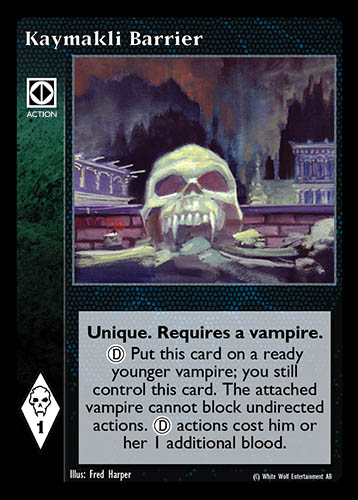 Kaymakli Barrier
ACTION
Unique. Requires a vampire.
Ⓓ Put this card on a ready
younger vampire; you still
control this card. The attached
vampire cannot block undirected
actions. Ⓓ actions cost him or
her 1 additional blood.
1
Illus: Fred Harper
(C) White Wolf Entertainment AB